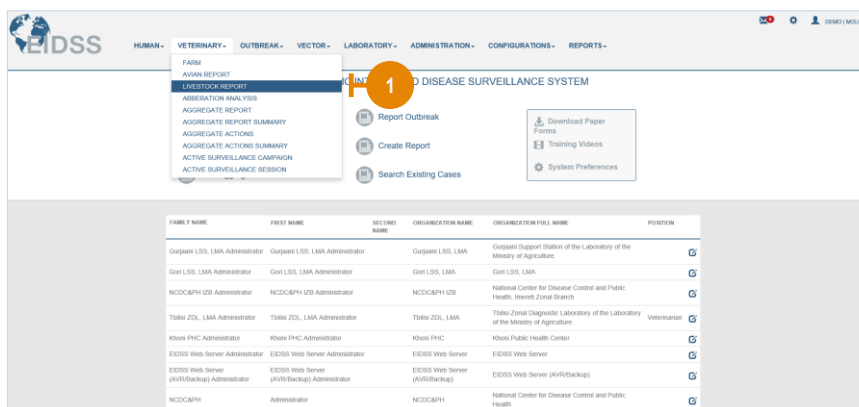 EIDSS
HUMAN VETERINARY OUTBREAK VECTOR LABORATORY ADMINISTRATION CONFIGURATIONS REPORTS
DEMO | MOLI
FARM
AVIAN REPORT
LIVESTOCK REPORT
ABBERATION ANALYSIS
AGGREGATE REPORT
AGGREGATE REPORT SUMMARY
AGGREGATE ACTIONS
AGGREGATE ACTIONS SUMMARY
ACTIVE SURVEILLANCE CAMPAIGN
ACTIVE SURVEILLANCE SESSION
1
DISEASE SURVEILLANCE SYSTEM
Report Outbreak
Create Report
Search Existing Cases
Download Paper
Forms
Training Videos
System Preferences
FAMILY NAME FIRST NAME SECOND NAME ORGANIZATION NAME ORGANIZATION FULL NAME POSITION
Gurjaani LSS, LMA Administrator Gurjaani LSS, LMA Administrator Gurjaani LSS, LMA Gurjaani Support Station of the Laboratory of the
Ministry of Agriculture
Gori LSS, LMA Administrator Gori LSS, LMA Administrator Gori LSS, LMA Gori LSS, LMA
NCDC&PH IZB Administrator NCDC&PH IZB Administrator NCDC&PH IZB National Center for Disease Control and Public
Health, Imereti Zonal Branch
Tbilisi ZDL, LMA Administrator Tbilisi ZDL, LMA Administrator Tbilisi ZDL, LMA Tbilisi Zonal Diagnostic Laboratory of the Laboratory Veterinarian
of the Ministry of Agriculture
Khoni PHC Administrator Khoni PHC Administrator Khoni PHC Khoni Public Health Center
EIDSS Web Server Administrator EIDSS Web Server Administrator EIDSS Web Server EIDSS Web Server
EIDSS Web Server EIDSS Web Server EIDSS Web Server EIDSS Web Server (AVR/Backup)
(AVR/Backup) Administrator (AVR/Backup) Administrator (AVR/Backup)
NCDC&PH Administrator NCDC&PH National Center for Disease Control and Public
Health